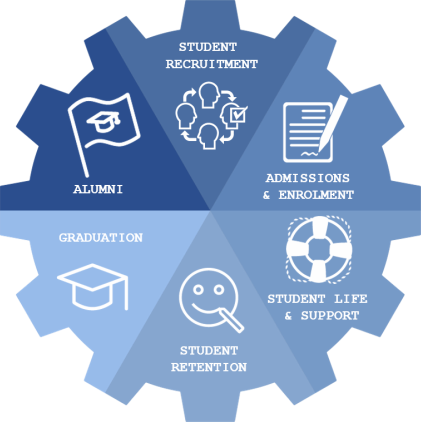 STUDENT
RECRUITMENT
ADMISSIONS
& ENROLMENT
STUDENT LIFE
& SUPPORT
STUDENT
RETENTION
GRADUATION
ALUMNI